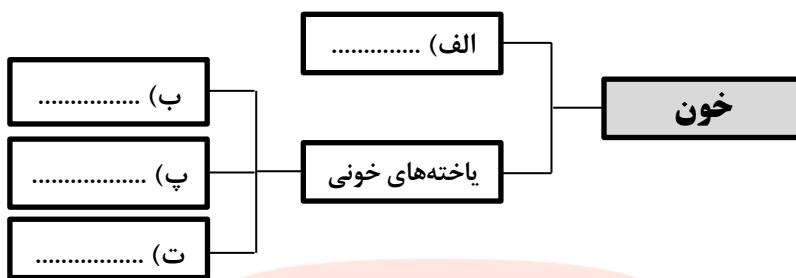 خون
الف) ..............
یاخته‌های خونی
ب) ................
پ) ..................
ت) .................